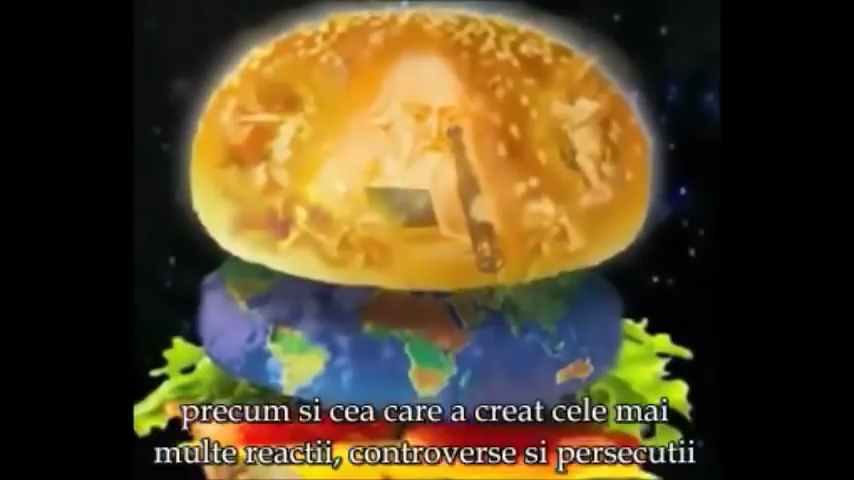 precum si cea care a creat cele mai
multe reactii, controverse si persecutii